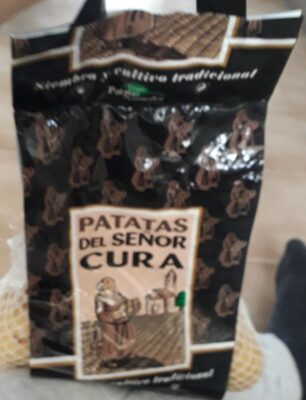 Siembra y cultivo tradicional
PATATAS
DEL SEÑOR
CURA
cultivo tradicional